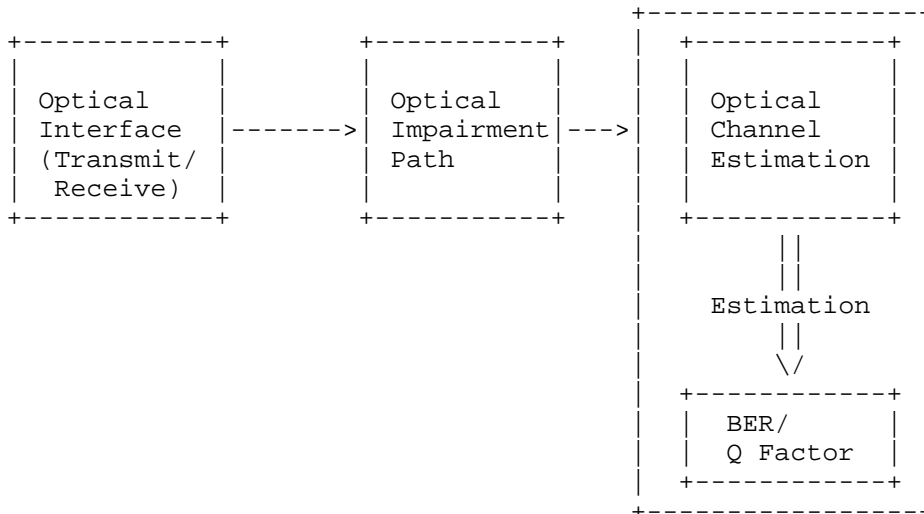 Optical
Interface
(Transmit/
Receive)
Optical
Impairment
Path
Optical
Channel
Estimation
Estimation
BER/
Q Factor